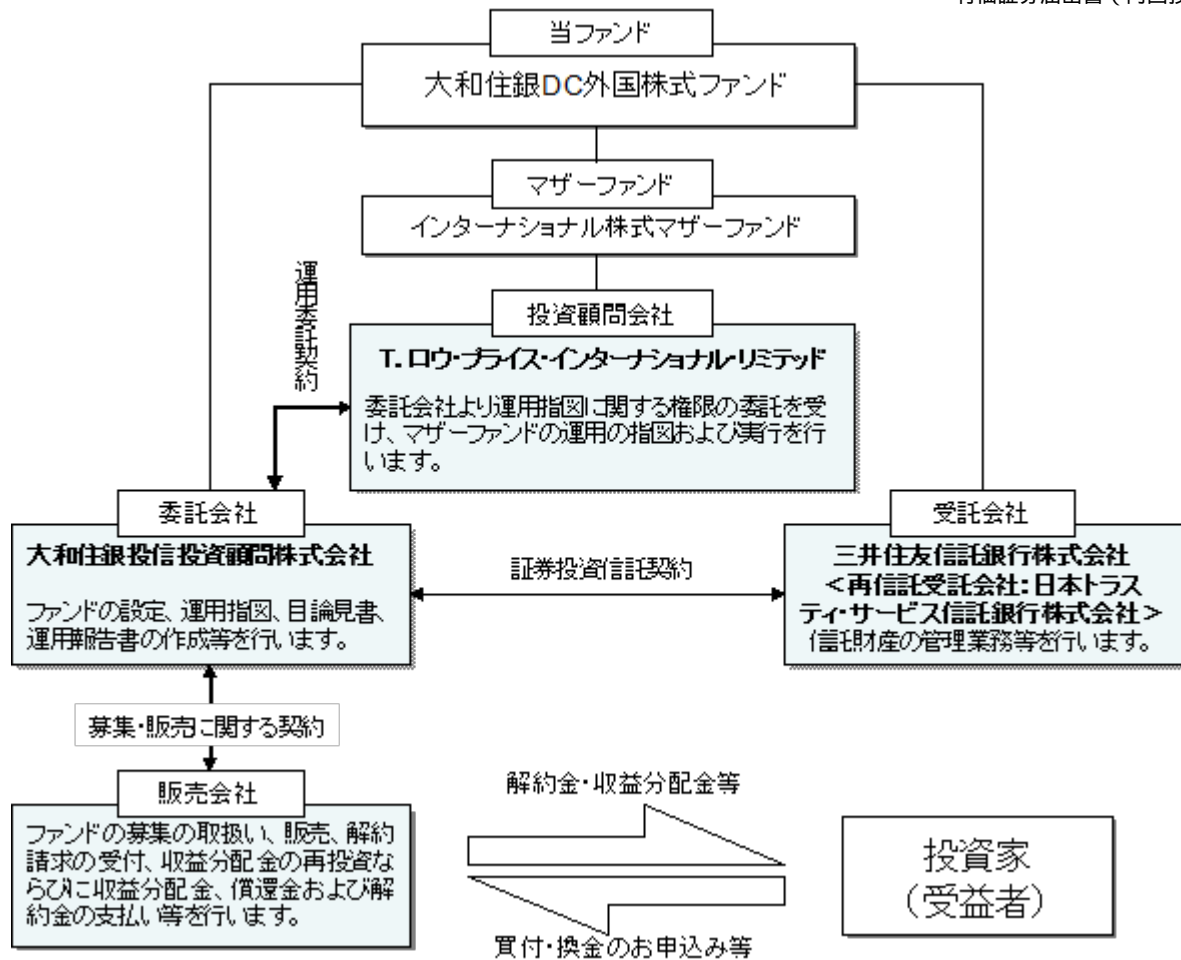 当ファンド
大和住銀DC外国株式ファンド
マザーファンド
インターナショナル株式マザーファンド
運用委託契約
投資顧問会社
T.ロウ・プライス・インターナショナル・リミテッド
委託会社より運用指図に関する権限の委託を受
け、マザーファンドの運用の指図および実行を行
います。
委託会社
大和住銀投信投資顧問株式会社
ファンドの設定、運用指図、目論見書、
運用報告書の作成等を行います。
証券投資信託契約
受託会社
三井住友信託銀行株式会社
<再信託受託会社:日本トラス
ティ・サービス信託銀行株式会社>
信託財産の管理業務等を行います。
募集・販売に関する契約
販売会社
ファンドの募集の取扱い、販売、解約
請求の受付、収益分配金の再投資な
らびに収益分配金、償還金および解
約金の支払い等を行います。
解約金・収益分配金等
買付・換金のお申込み等
投資家
(受益者)